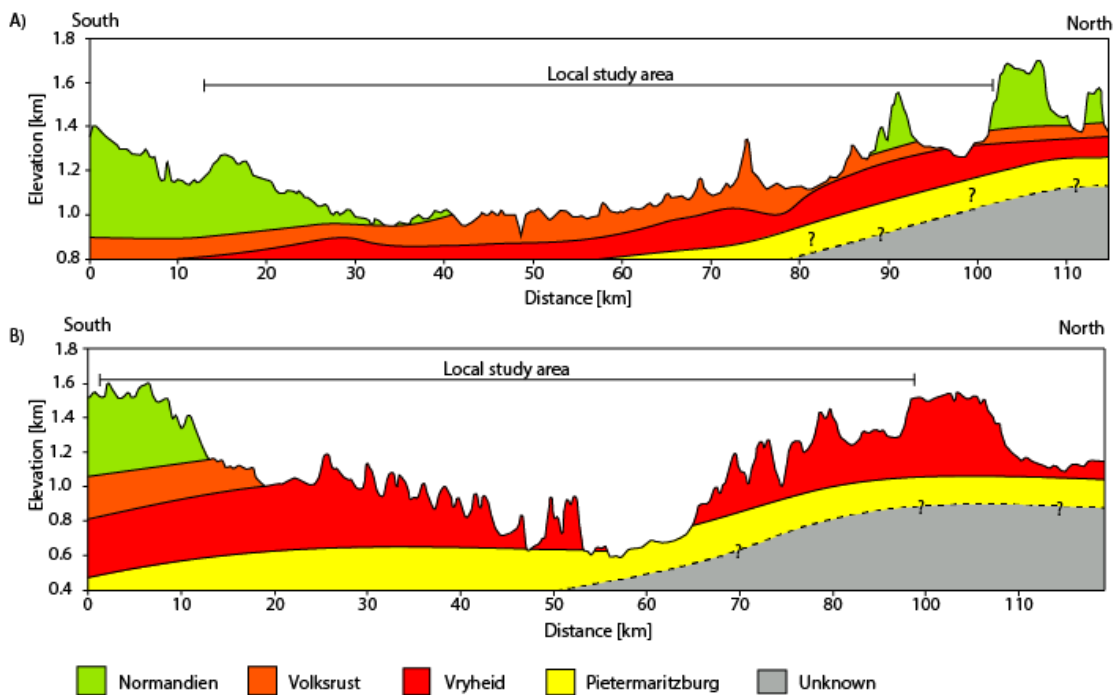 A)
South
North
1.8
1.6
1.4
1.2
1.0
0.8
Elevation [km]
Local study area
?
?
?
?
0 10 20 30 40 50 60 70 80 90 100 110
Distance [km]
B)
South
North
1.8
1.6
1.4
1.2
1.0
0.8
0.6
0.4
Elevation [km]
Local study area
?
?
?
0 10 20 30 40 50 60 70 80 90 100 110
Distance [km]
Normandien Volksrust Vryheid Pietermaritzburg Unknown